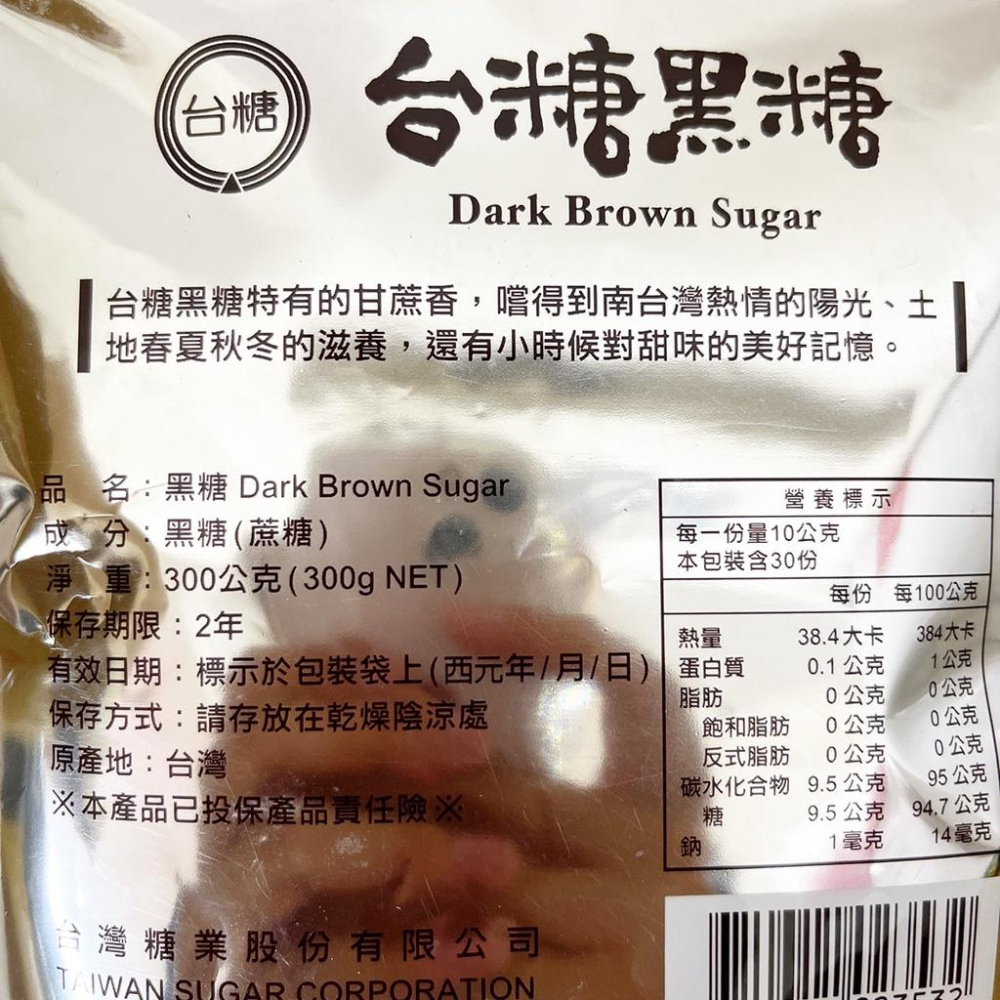 台糖
台糖黑糖
Dark Brown Sugar
台糖黑糖特有的甘蔗香，嚐得到南台灣熱情的陽光、土
地春夏秋冬的滋養，還有小時候對甜味的美好記憶。
品 名：黑糖 Dark Brown Sugar
成 分：黑糖(蔗糖)
淨 重：300公克(300g NET)
保存期限：2年
有效日期：標示於包裝袋上(西元年/月/日)
保存方式：請存放在乾燥陰涼處
原產地：台灣
※本產品已投保產品責任險※
台灣糖業股份有限公司
TAIWAN SUGAR CORPORATION
營養標示
每一份量10公克
本包裝含30份
每份 每100公克
熱量 38.4大卡 384大卡
蛋白質 0.1公克 1公克
脂肪 0公克 0公克
飽和脂肪 0公克 0公克
反式脂肪 0公克 0公克
碳水化合物 9.5公克 95公克
糖 9.5公克 94.7公克
鈉 1毫克 14毫克